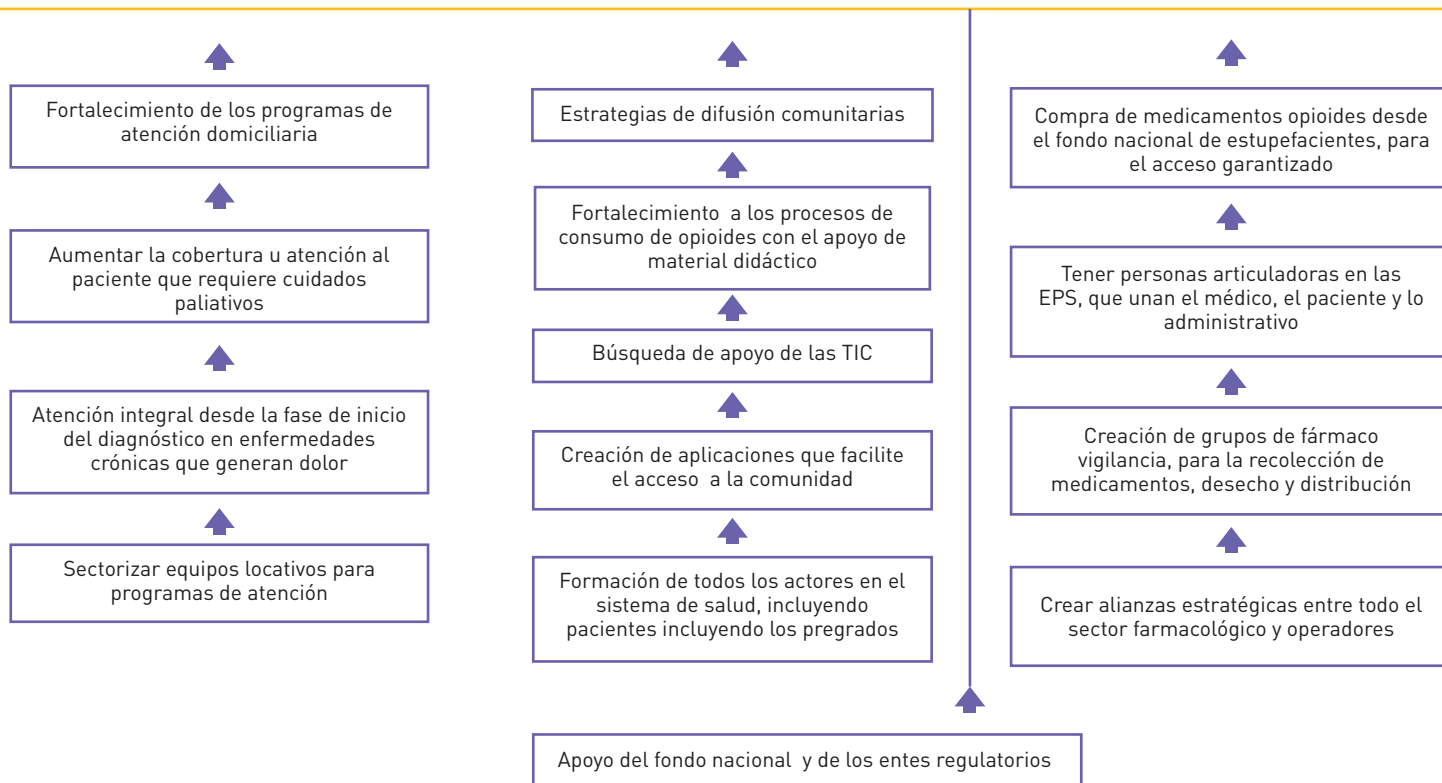 Fortalecimiento de los programas de
atención domiciliaria
Aumentar la cobertura u atención al
paciente que requiere cuidados
paliativos
Atención integral desde la fase de inicio
del diagnóstico en enfermedades
crónicas que generan dolor
Sectorizar equipos locativos para
programas de atención
Estrategias de difusión comunitarias
Fortalecimiento a los procesos de
consumo de opioides con el apoyo de
material didáctico
Búsqueda de apoyo de las TIC
Creación de aplicaciones que facilite
el acceso a la comunidad
Formación de todos los actores en el
sistema de salud, incluyendo
pacientes incluyendo los pregrados
Compra de medicamentos opioides desde
el fondo nacional de estupefacientes, para
el acceso garantizado
Tener personas articuladoras en las
EPS, que unan el médico, el paciente y lo
administrativo
Creación de grupos de fármaco
vigilancia, para la recolección de
medicamentos, desecho y distribución
Crear alianzas estratégicas entre todo el
sector farmacológico y operadores
Apoyo del fondo nacional y de los entes regulatorios